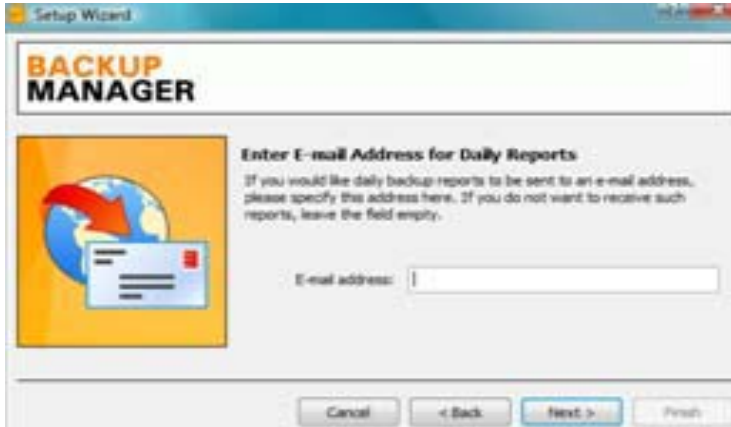 Setup Wizard
BACKUP
MANAGER
Enter E-mail Address for Daily Reports
If you would like daily backup reports to be sent to an e-mail address,
please specify this address here. If you do not want to receive such
reports, leave the field empty.
E-mail address:
Cancel
< Back
Next >
Finish